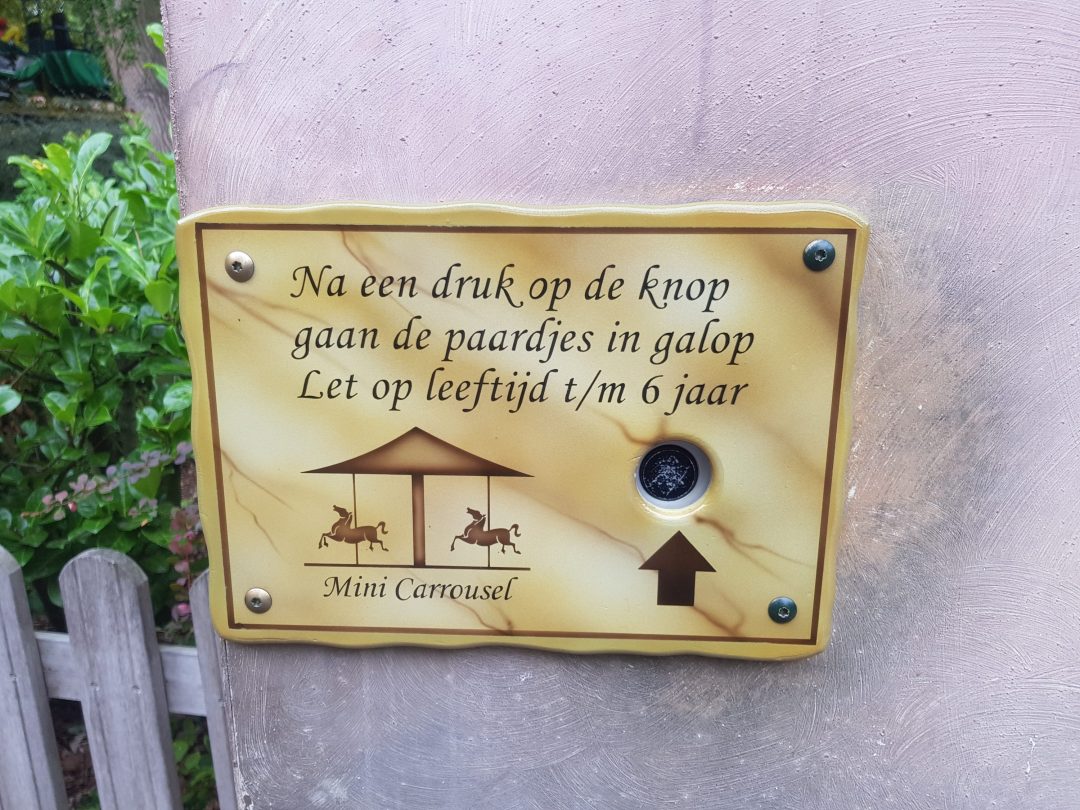 Na een druk op de knop
gaan de paardjes in galop
Let op leeftijd t/m 6 jaar
Mini Carrousel